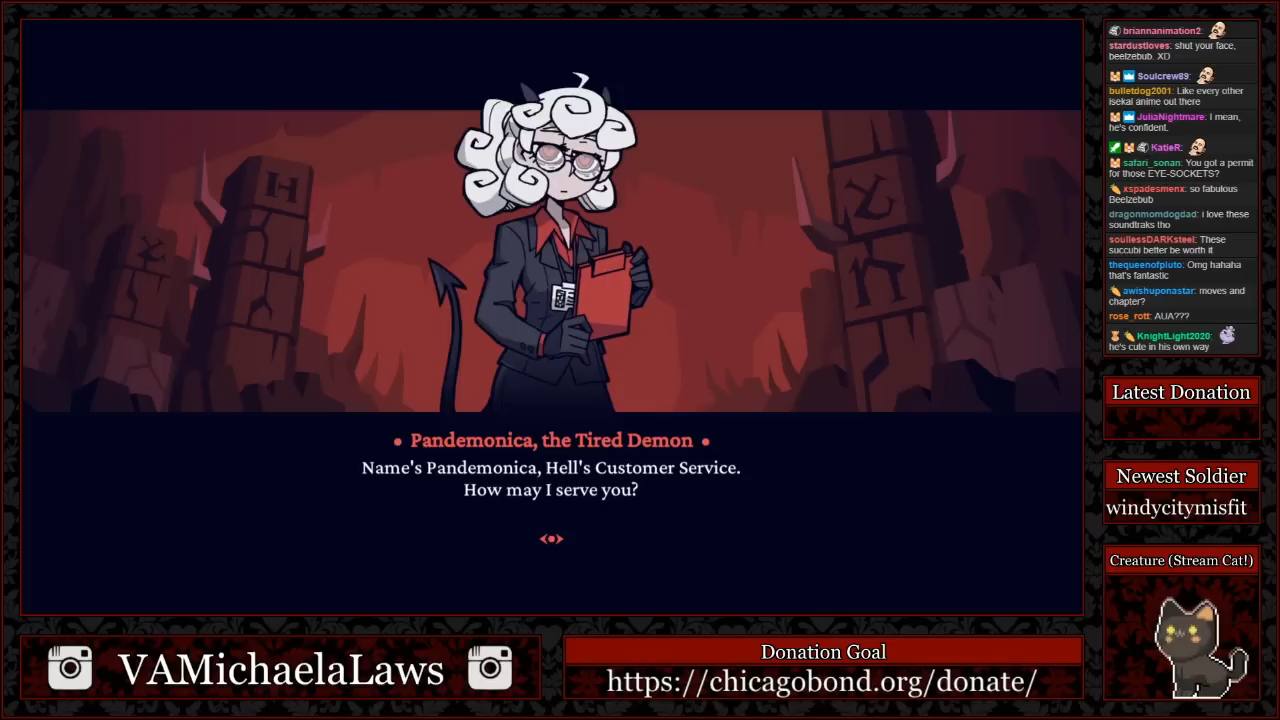 • Pandemonica, the Tired Demon •
Name's Pandemonica, Hell's Customer Service.
How may I serve you?
briannanimation2:
stardustloves: shut your face,
beelzebub. XD
Soulcrew89:
bulletdog2001: Like every other
isekai anime out there
JuliaNightmare: I mean,
he's confident.
KatieR:
safari_sonan: You got a permit
for those EYE-SOCKETS?
xspadesmenx: so fabulous
Beelzebub
dragonmomdogdad: i love these
soundtraks tho
soullessDARKsteel: These
succubi better be worth it
thequeenofpluto: Omg hahaha
that's fantastic
awishuponastar: moves and
chapter?
rose_rott: AUA???
KnightLight2020:
he's cute in his own way
Latest Donation
Newest Soldier
windycitymisfit
Creature (Stream Cat!)
VAMichaelaLaws
Donation Goal
https://chicagobond.org/donate/